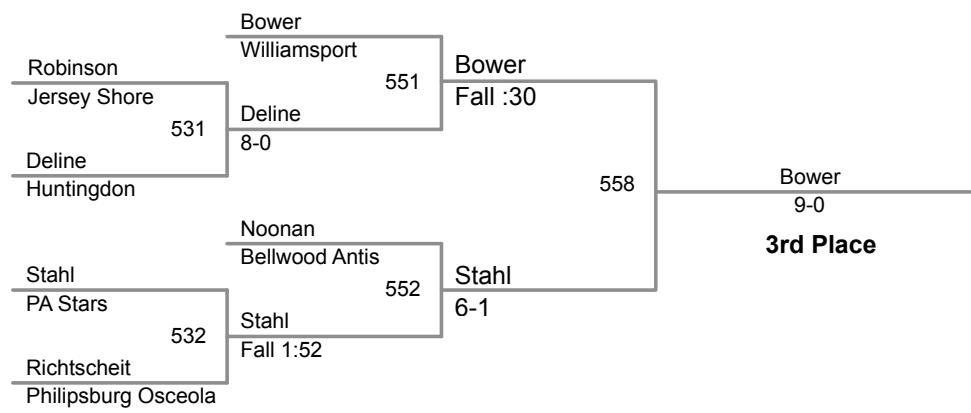 Bower
Williamsport
Robinson
Jersey Shore
551
Bower
Fall :30
531
Deline
8-0
Deline
Huntingdon
558
Bower
9-0
3rd Place
Noonan
Bellwood Antis
Stahl
PA Stars
552
Stahl
6-1
532
Stahl
Fall 1:52
Richtscheit
Philipsburg Osceola